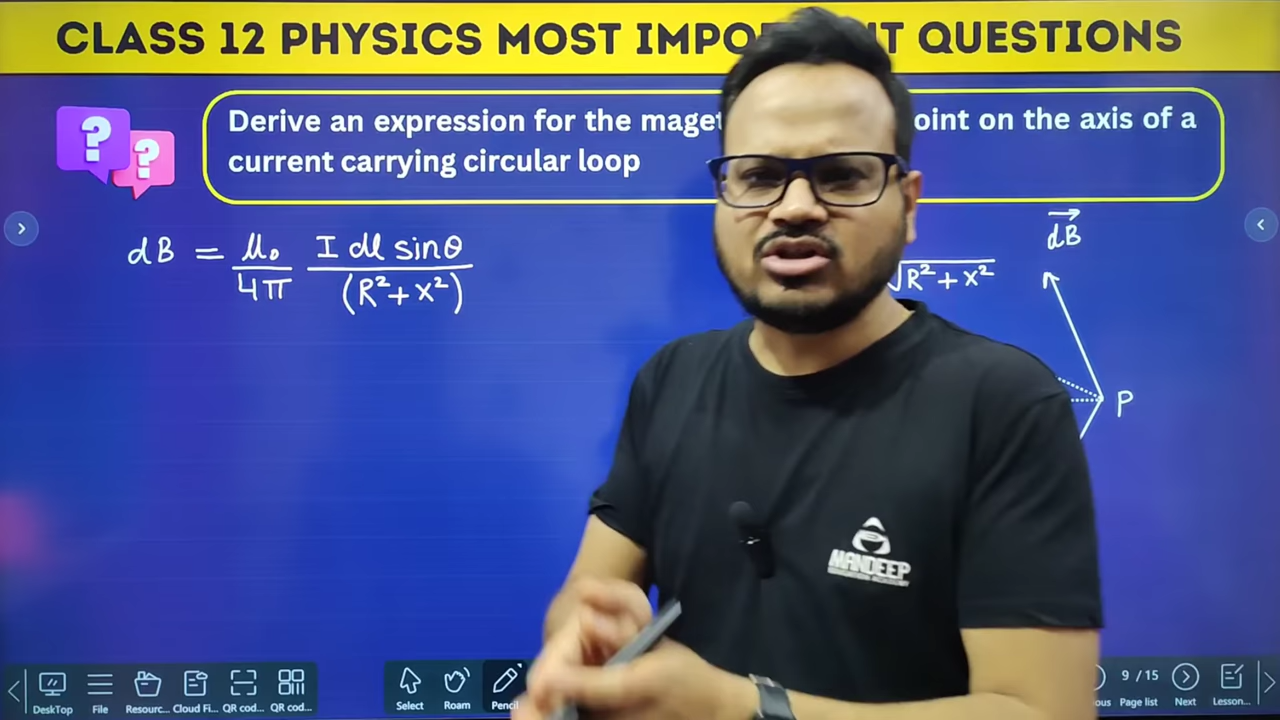 CLASS 12 PHYSICS MOST IMPO T QUESTIONS
Derive an expression for the maget oint on the axis of a
current carrying circular loop
dB = μ₀/4π I dl sinθ/(R²+x²)
dB
√R²+x²
P
MANDEEP
DeskTop File Resourc... Cloud Fi... QR cod... QR cod... Select Roam Pencil ous 9/15 Page list Next Lesson...